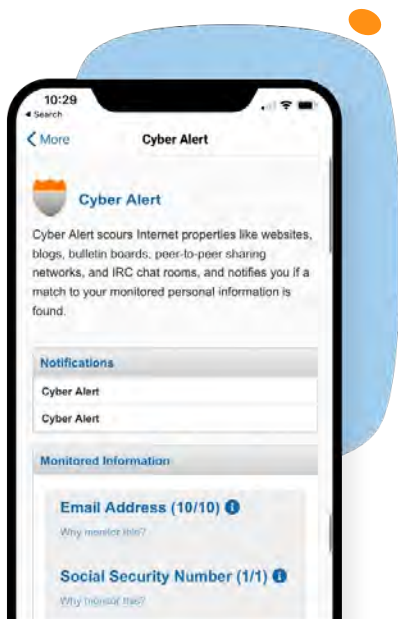 10:29
Search
More
Cyber Alert
Cyber Alert
Cyber Alert scours Internet properties like websites,
blogs, bulletin boards, peer-to-peer sharing
networks, and IRC chat rooms, and notifies you if a
match to your monitored personal information is
found.
Notifications
Cyber Alert
Cyber Alert
Monitored Information
Email Address (10/10)
Why monitor this?
Social Security Number (1/1)
Why monitor this?